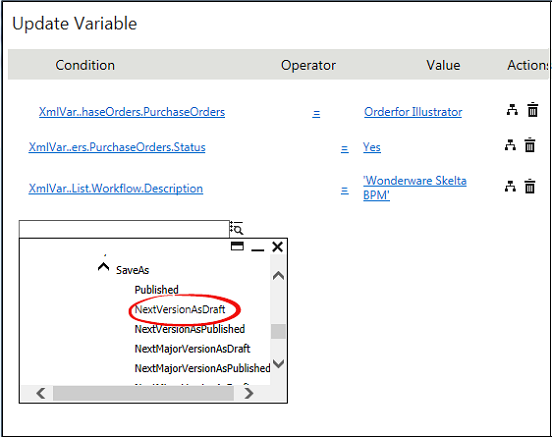 Update Variable
Condition Operator Value Actions
XmlVar..haseOrders.PurchaseOrders = Orderfor Illustrator
XmlVar..ers.PurchaseOrders.Status = Yes
XmlVar..List.Workflow.Description = 'Wonderware Skelta
BPM'
SaveAs
Published
NextVersionAsDraft
NextVersionAsPublished
NextMajorVersionAsDraft
NextMajorVersionAsPublished